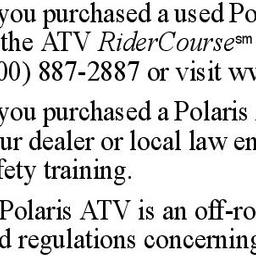 you purchased a used Po
the ATV RiderCourse℠
00) 887-2887 or visit ww
you purchased a Polaris
ur dealer or local law en
fety training.
Polaris ATV is an off-ro
d regulations concerning